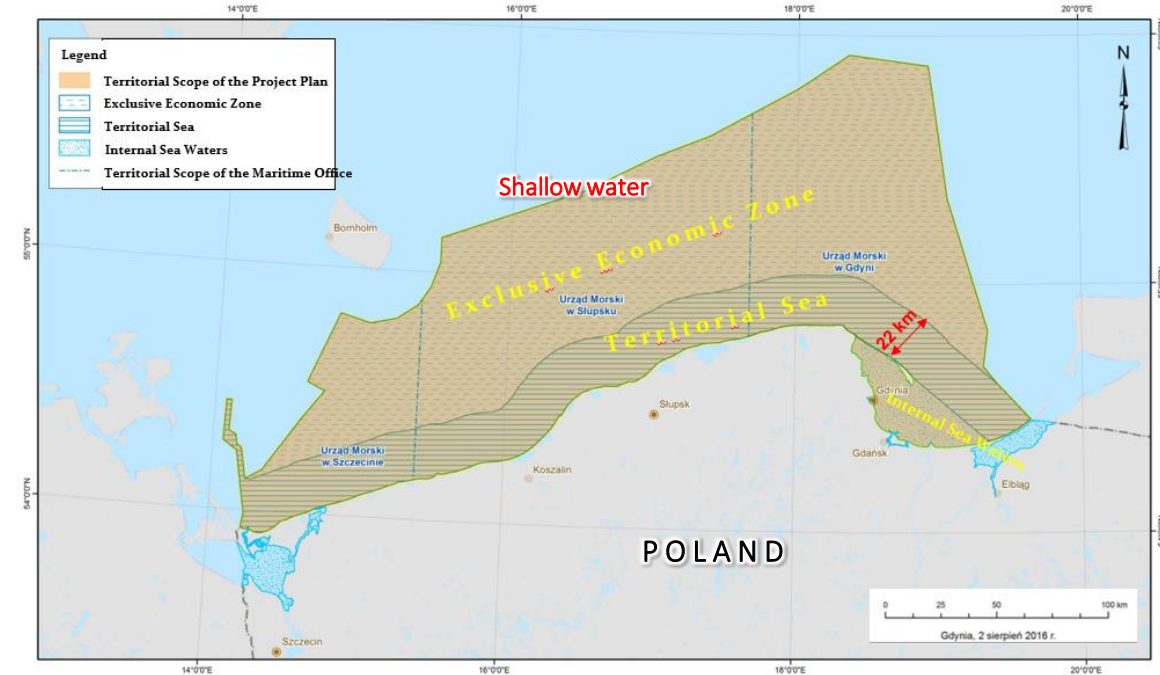 14°0'0"E 16°0'0"E 18°0'0"E 20°0'0"E
Legend
Territorial Scope of the Project Plan
Exclusive Economic Zone
Territorial Sea
Internal Sea Waters
Territorial Scope of the Maritime Office
N
Shallow water
Bornholm
55°0'0"N
Exclusive Economic Zone
Urząd Morski
w Gdyni
Urząd Morski
w Słupsku
Territorial Sea
22 km
Gdynia
Internal Sea Waters
Słupsk
Gdańsk
Urząd Morski
w Szczecinie
Koszalin
Elbląg
54°0'0"N
POLAND
0 25 50 100 km
Gdynia, 2 sierpień 2016 r.
Szczecin
14°0'0"E 16°0'0"E 18°0'0"E 20°0'0"E